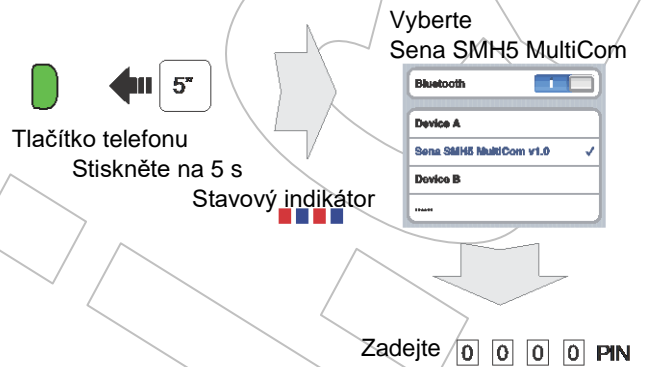 5"
Tlačítko telefonu
Stiskněte na 5 s
Stavový indikátor
Vyberte
Sena SMH5 MultiCom
Bluetooth
Device A
Sena SMH5 MultiCom v1.0 ✓
Device B
......
Zadejte 0 0 0 0 PIN